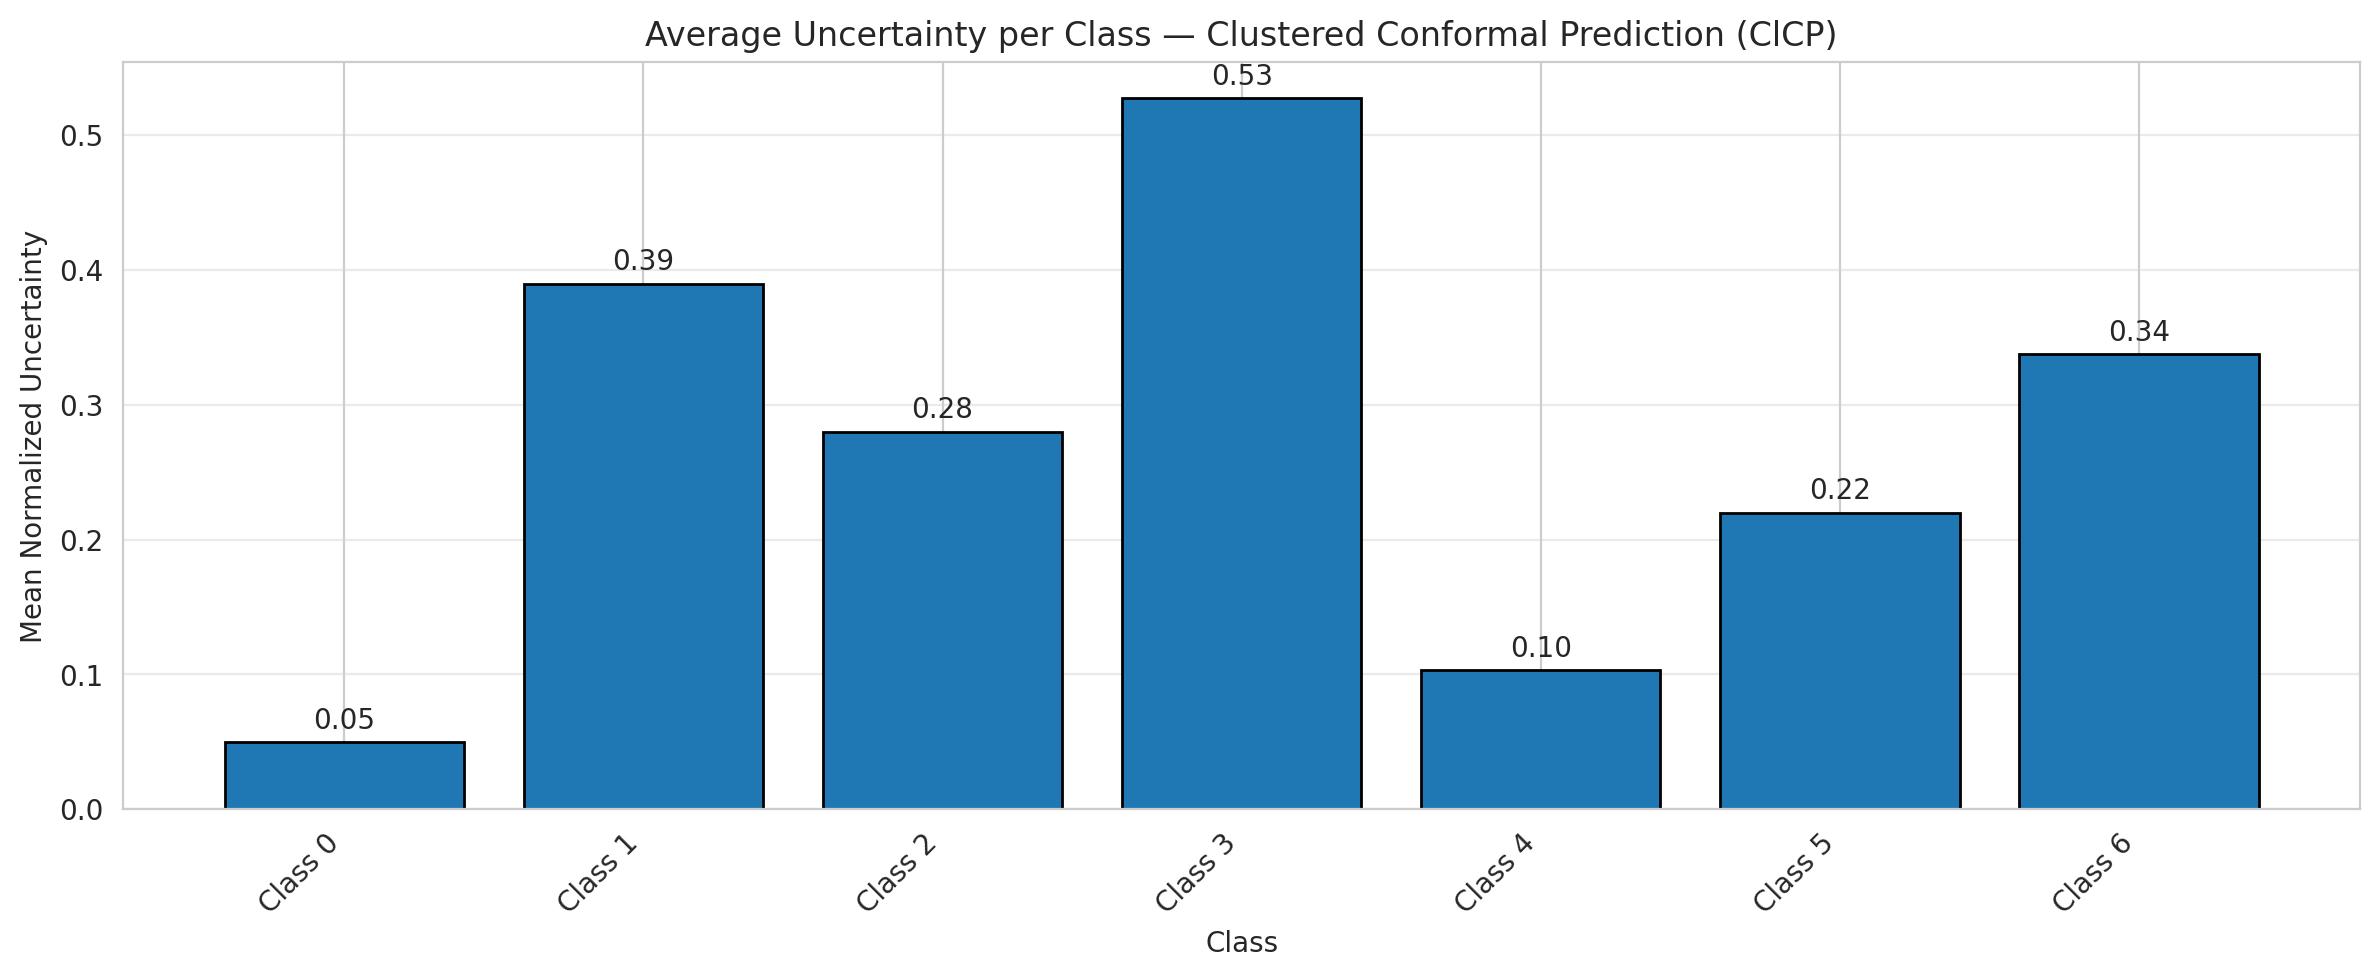 Average Uncertainty per Class — Clustered Conformal Prediction (ClCP)
Mean Normalized Uncertainty
0.5
0.4
0.3
0.2
0.1
0.0
0.05
0.39
0.28
0.53
0.10
0.22
0.34
Class 0
Class 1
Class 2
Class 3
Class 4
Class 5
Class 6
Class